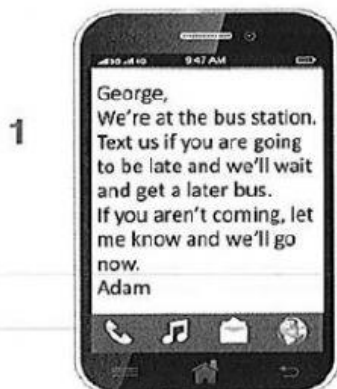 1
9:47 AM
George,
We're at the bus station.
Text us if you are going
to be late and we'll wait
and get a later bus.
If you aren't coming, let
me know and we'll go
now.
Adam